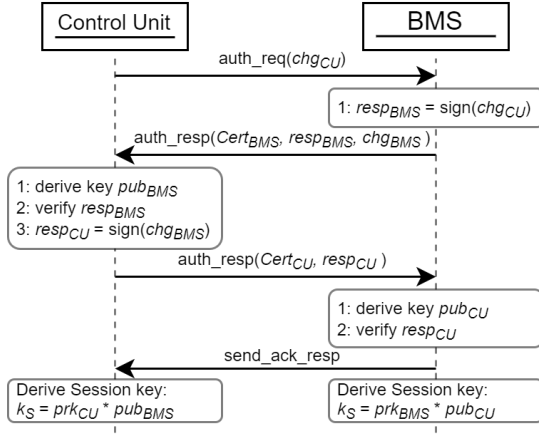 Control Unit
BMS
auth_req(chgCU)
1: respBMS = sign(chgCU)
auth_resp(CertBMS, respBMS, chgBMS )
1: derive key pubBMS
2: verify respBMS
3: respCU = sign(chgBMS)
auth_resp(CertCU, respCU )
1: derive key pubCU
2: verify respCU
send_ack_resp
Derive Session key:
kS = prkCU * pubBMS
Derive Session key:
kS = prkBMS * pubCU